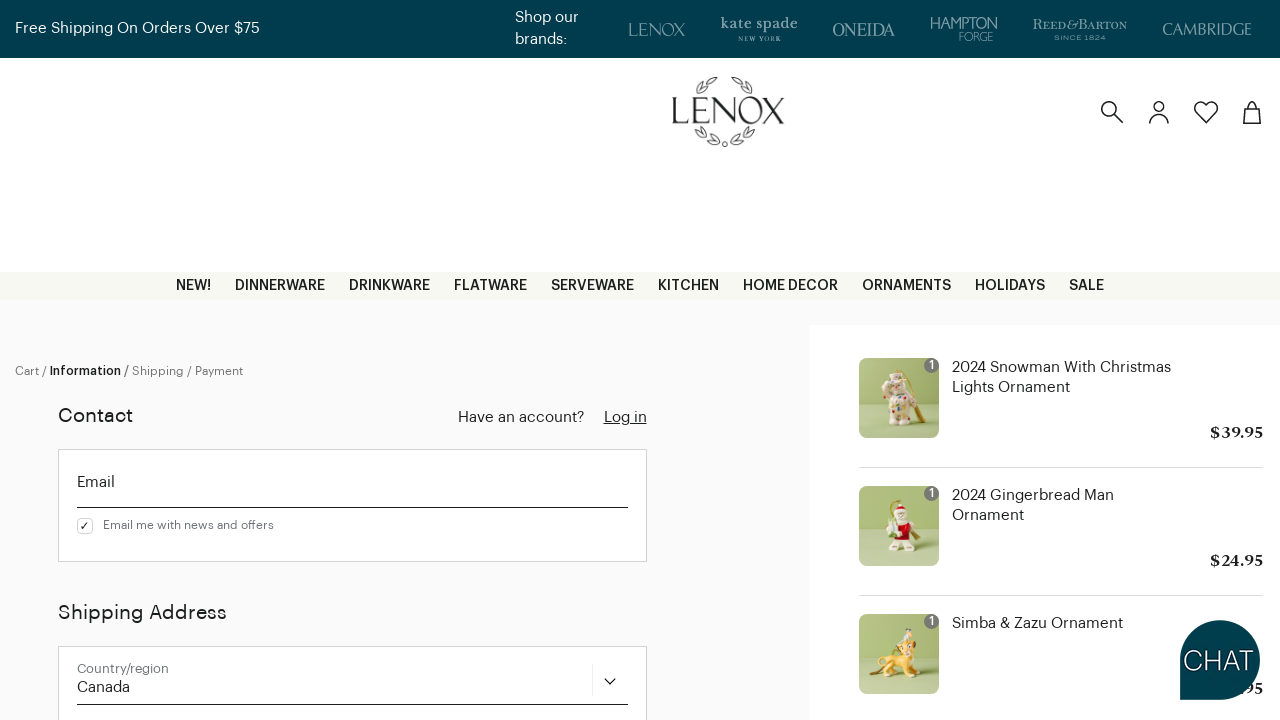 Free Shipping On Orders Over $75
Shop our
brands:
LENOX
kate spade
NEW YORK
ONEIDA
HAMPTON
FORGE
REED & BARTON
SINCE 1824
CAMBRIDGE
LENOX
NEW!
DINNERWARE
DRINKWARE
FLATWARE
SERVEWARE
KITCHEN
HOME DECOR
ORNAMENTS
HOLIDAYS
SALE
Cart / Information / Shipping / Payment
Contact
Have an account?
Log in
Email
Email me with news and offers
Shipping Address
Country/region
Canada
1
2024 Snowman With Christmas
Lights Ornament
$39.95
1
2024 Gingerbread Man
Ornament
$24.95
1
Simba & Zazu Ornament
CHAT